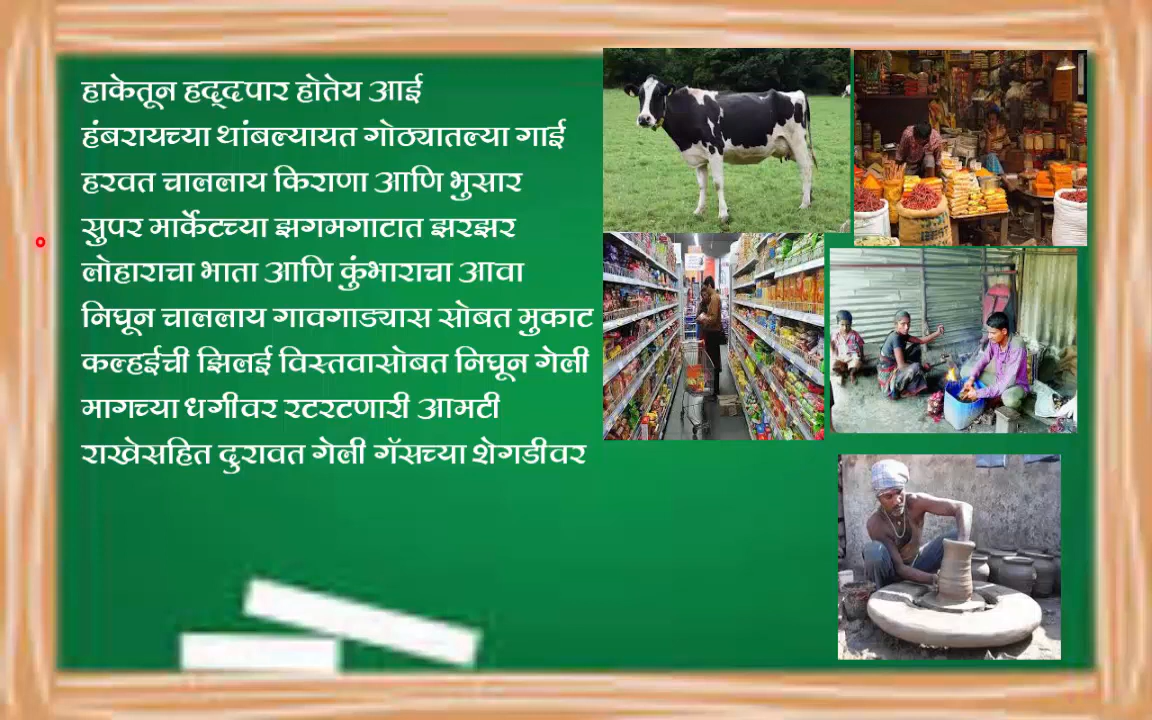 हाकेतून हद्दपार होतेय आई
हंबरायच्या थांबल्यायत गोठ्यातल्या गाई
हरवत चाललाय किराणा आणि भुसार
सुपर मार्केटच्या झगमगाटात झरझर
लोहाराचा भाता आणि कुंभाराचा आवा
निघून चाललाय गावगाड्यास सोबत मुकाट
कल्हईची झिलई विस्तवासोबत निघून गेली
मागच्या धगीवर रटरटणारी आमटी
राखेसहित दुरावत गेली गॅसच्या शेगडीवर